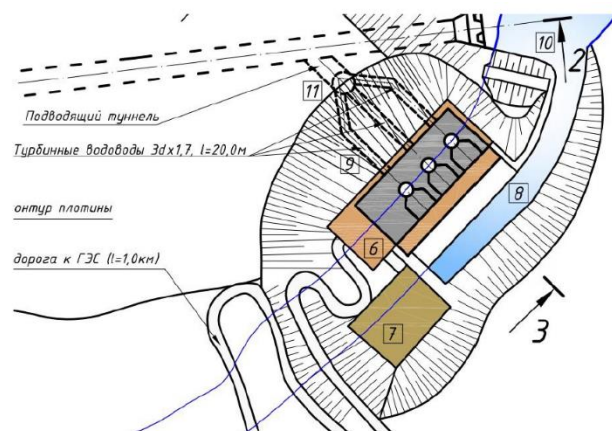 10
2
11
Подводящий туннель
Турбинные водоводы 3dx1,7, l=20,0м
9
8
онтур плотины
6
дорога к ГЭС (l=1,0км)
3
7